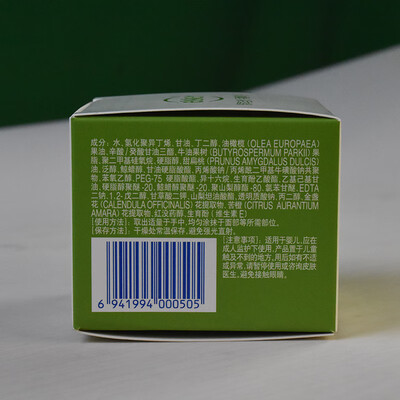 成分：水、氢化聚异丁烯、甘油、丁二醇、油橄榄（OLEA EUROPAEA）
果油、辛酸/癸酸甘油三酯、牛油果树（BUTYROSPERMUM PARKII）果
脂、聚二甲基硅氧烷、硬脂醇、甜扁桃（PRUNUS AMYGDALUS DULCIS）
油、泛醇、鲸蜡醇、甘油硬脂酸酯、丙烯酸钠/丙烯酰二甲基牛磺酸钠共聚
物、苯氧乙醇、PEG-75 硬脂酸酯、异十六烷、生育酚乙酸酯、乙基己基甘
油、硬脂醇聚醚-20、鲸蜡醇聚醚-20、聚山梨醇酯-80、氯苯甘醚、EDTA
二钠、1,2-戊二醇、甘草酸二钾、山梨坦油酸酯、透明质酸钠、丙二醇、金盏
花（CALENDULA OFFICINALIS）花提取物、苦橙（CITRUS AURANTIUM
AMARA）花提取物、红没药醇、生育酚（维生素 E）
［使用方法］：取出适量于手中，均匀涂抹于面部等所需部位。
［保存方法］：干燥处常温保存，避免强光直射。
［注意事项］：适用于婴儿，应在
成人监护下使用，产品置于儿童
触及不到的地方，用后如有不适
或异常，请暂停使用或咨询皮肤
医生，避免接触眼睛。
6 941994 000505